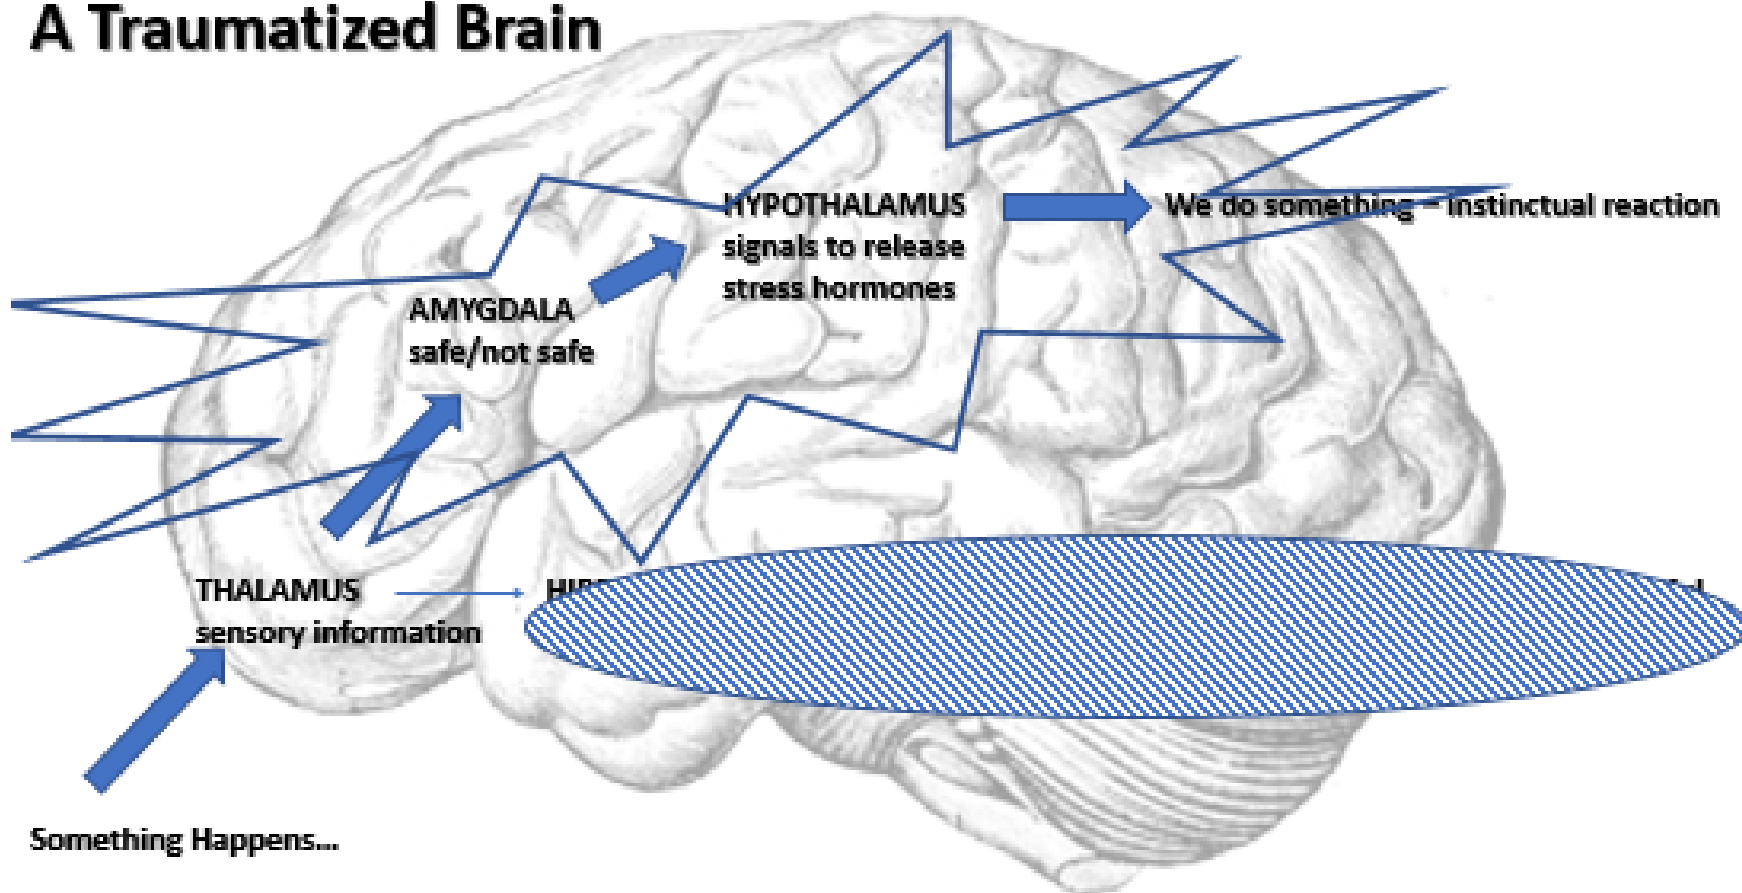 A Traumatized Brain
HYPOTHALAMUS
signals to release
stress hormones
We do something – instinctual reaction
AMYGDALA
safe/not safe
THALAMUS
sensory information
Something Happens...